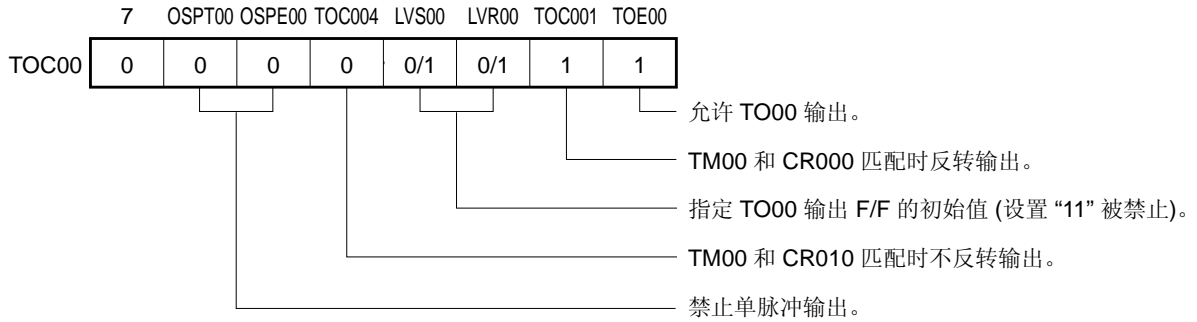 7 OSPT00 OSPE00 TOC004 LVS00 LVR00 TOC001 TOE00
TOC00 0 0 0 0 0/1 0/1 1 1
允许 TO00 输出。
TM00 和 CR000 匹配时反转输出。
指定 TO00 输出 F/F 的初始值 (设置 “11” 被禁止)。
TM00 和 CR010 匹配时不反转输出。
禁止单脉冲输出。